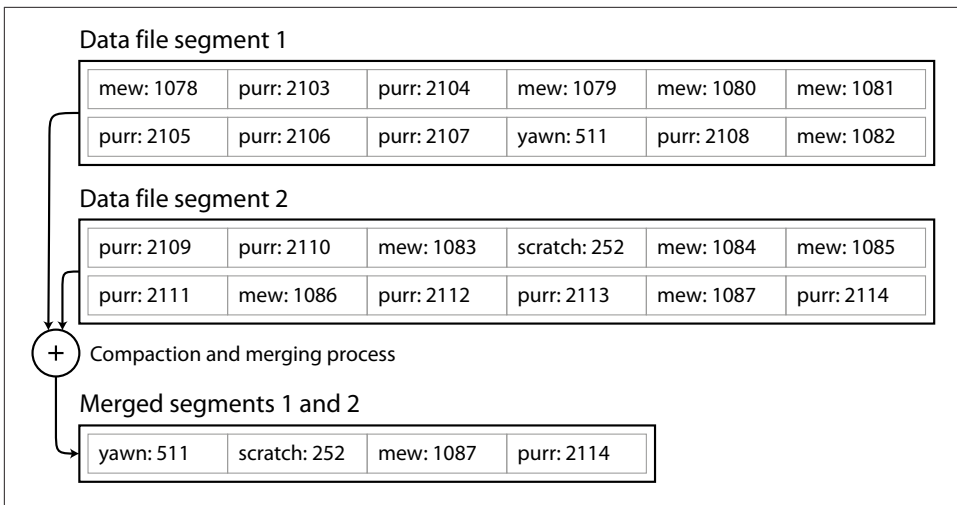 Data file segment 1
mew: 1078 purr: 2103 purr: 2104 mew: 1079 mew: 1080 mew: 1081
purr: 2105 purr: 2106 purr: 2107 yawn: 511 purr: 2108 mew: 1082
Data file segment 2
purr: 2109 purr: 2110 mew: 1083 scratch: 252 mew: 1084 mew: 1085
purr: 2111 mew: 1086 purr: 2112 purr: 2113 mew: 1087 purr: 2114
+ Compaction and merging process
Merged segments 1 and 2
yawn: 511 scratch: 252 mew: 1087 purr: 2114